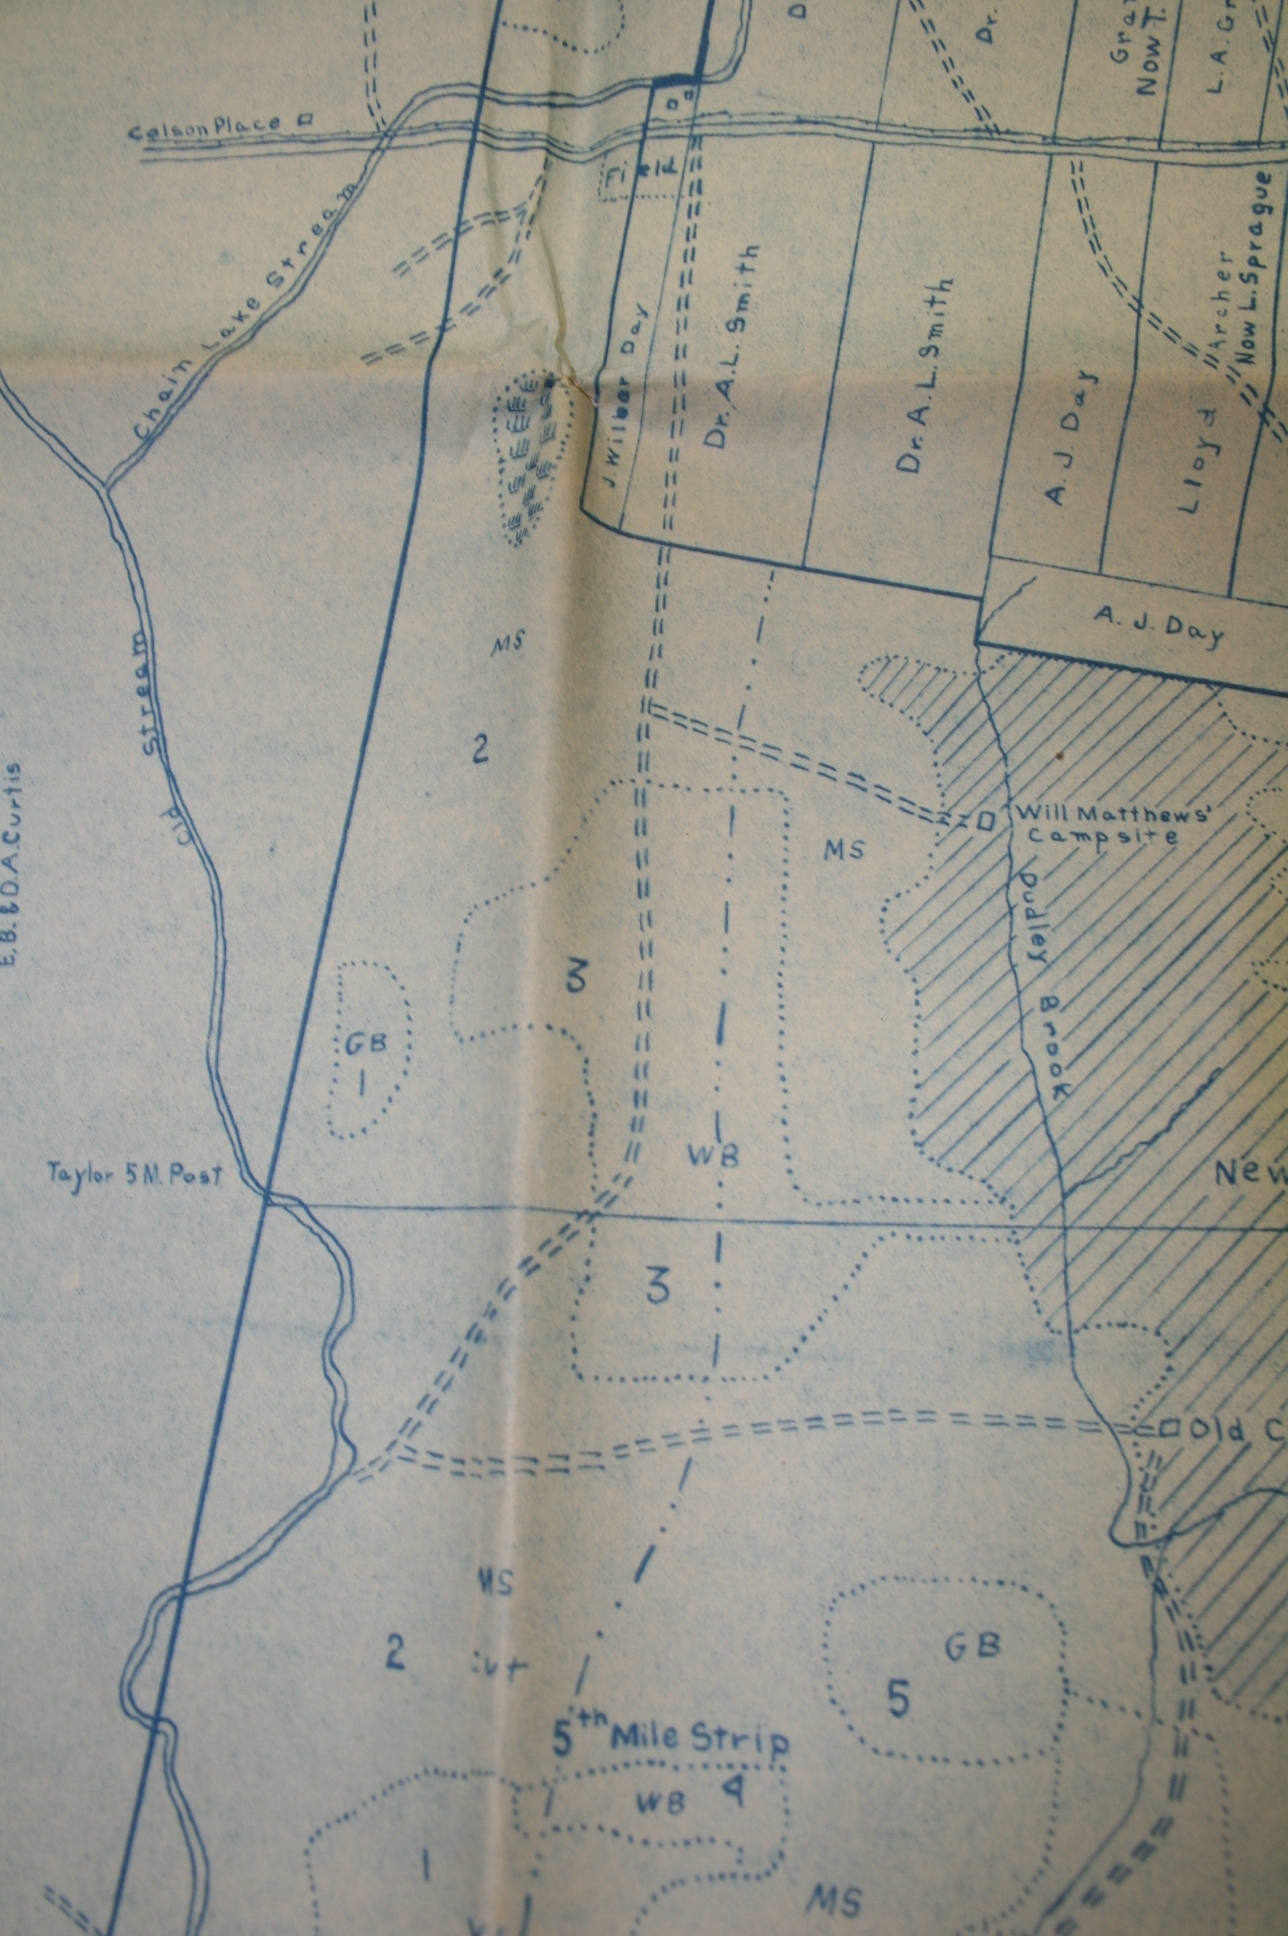 Colson Place
Field
Gra
Now T.
L.A. Gr
Dr.
D
Chain Lake Stream
J. Wilber Day
Dr. A.L. Smith
Dr. A.L. Smith
A.J. Day
Lloyd Archer
Now L. Sprague
A. J. Day
MS
2
Old Stream
E.B. & D.A. Curtis
Will Matthews'
Campsite
MS
Dudley Brook
3
GB
1
WB
Taylor 5 M. Post
New
3
Old C
MS
2
GB
5
5th Mile Strip
WB 4
1
MS